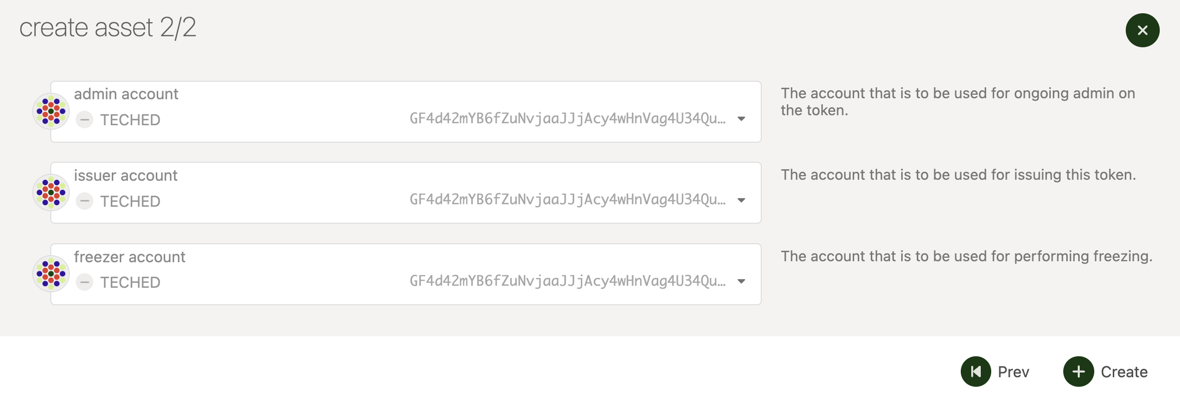 create asset 2/2
admin account
TECHED GF4d42mYB6fZuNvjaaJJjAcy4wHnVag4U34Qu…
The account that is to be used for ongoing admin on
the token.
issuer account
TECHED GF4d42mYB6fZuNvjaaJJjAcy4wHnVag4U34Qu…
The account that is to be used for issuing this token.
freezer account
TECHED GF4d42mYB6fZuNvjaaJJjAcy4wHnVag4U34Qu…
The account that is to be used for performing freezing.
Prev
Create